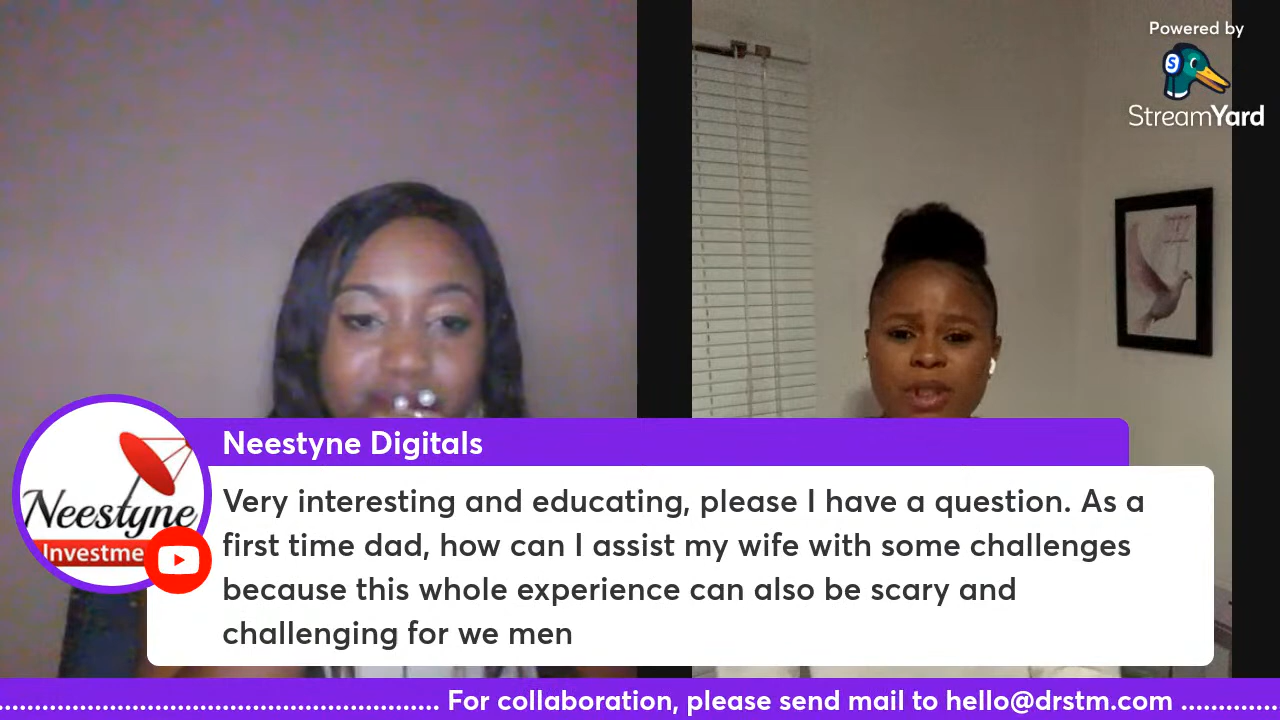 Powered by
S
StreamYard
Neestyne Digitals
Very interesting and educating, please I have a question. As a
first time dad, how can I assist my wife with some challenges
because this whole experience can also be scary and
challenging for we men
Neestyne
Investme
................................................ For collaboration, please send mail to hello@drstm.com .............